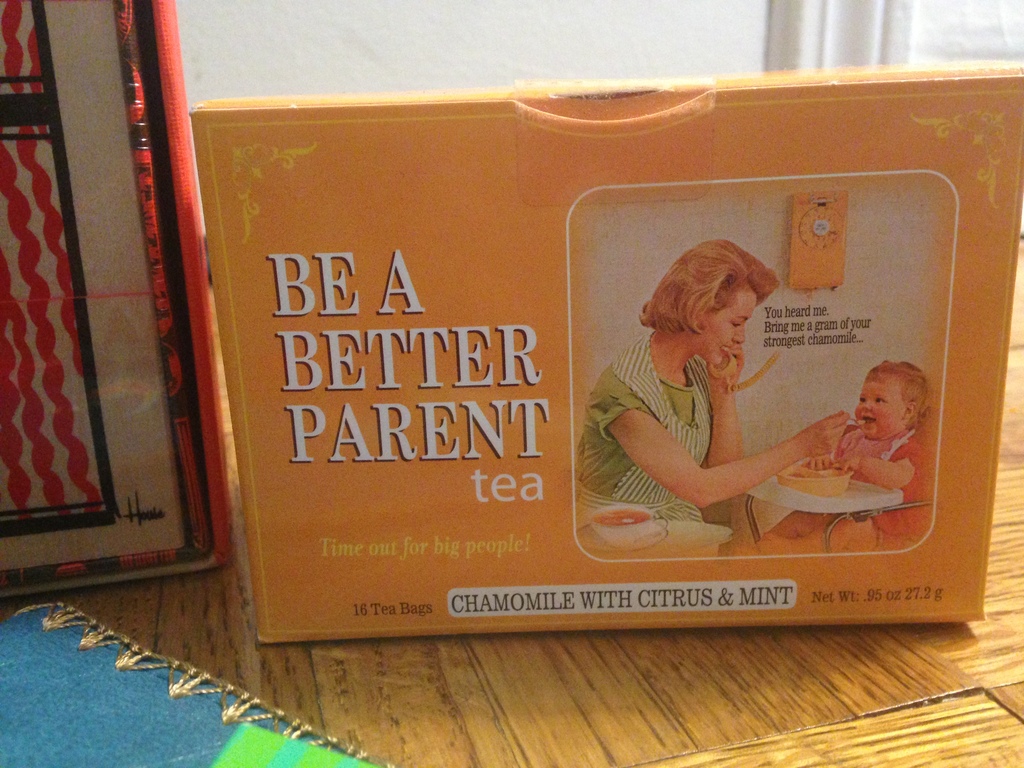 BE A
BETTER
PARENT
tea
Time out for big people!
You heard me.
Bring me a gram of your
strongest chamomile...
16 Tea Bags
CHAMOMILE WITH CITRUS & MINT
Net Wt: .95 oz 27.2 g